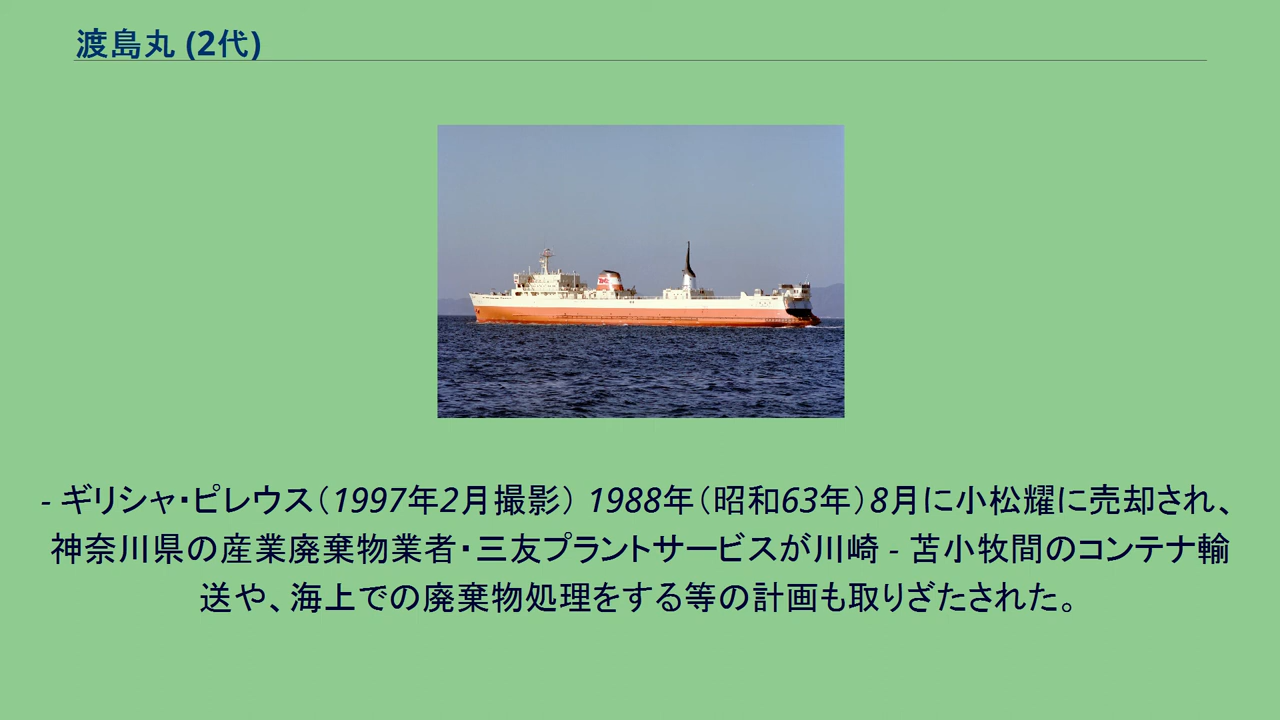 渡島丸 (2代)
- ギリシャ・ピレウス（1997年2月撮影） 1988年（昭和63年）8月に小松耀に売却され、
神奈川県の産業廃棄物業者・三友プラントサービスが川崎 - 苫小牧間のコンテナ輸
送や、海上での廃棄物処理をする等の計画も取りざたされた。